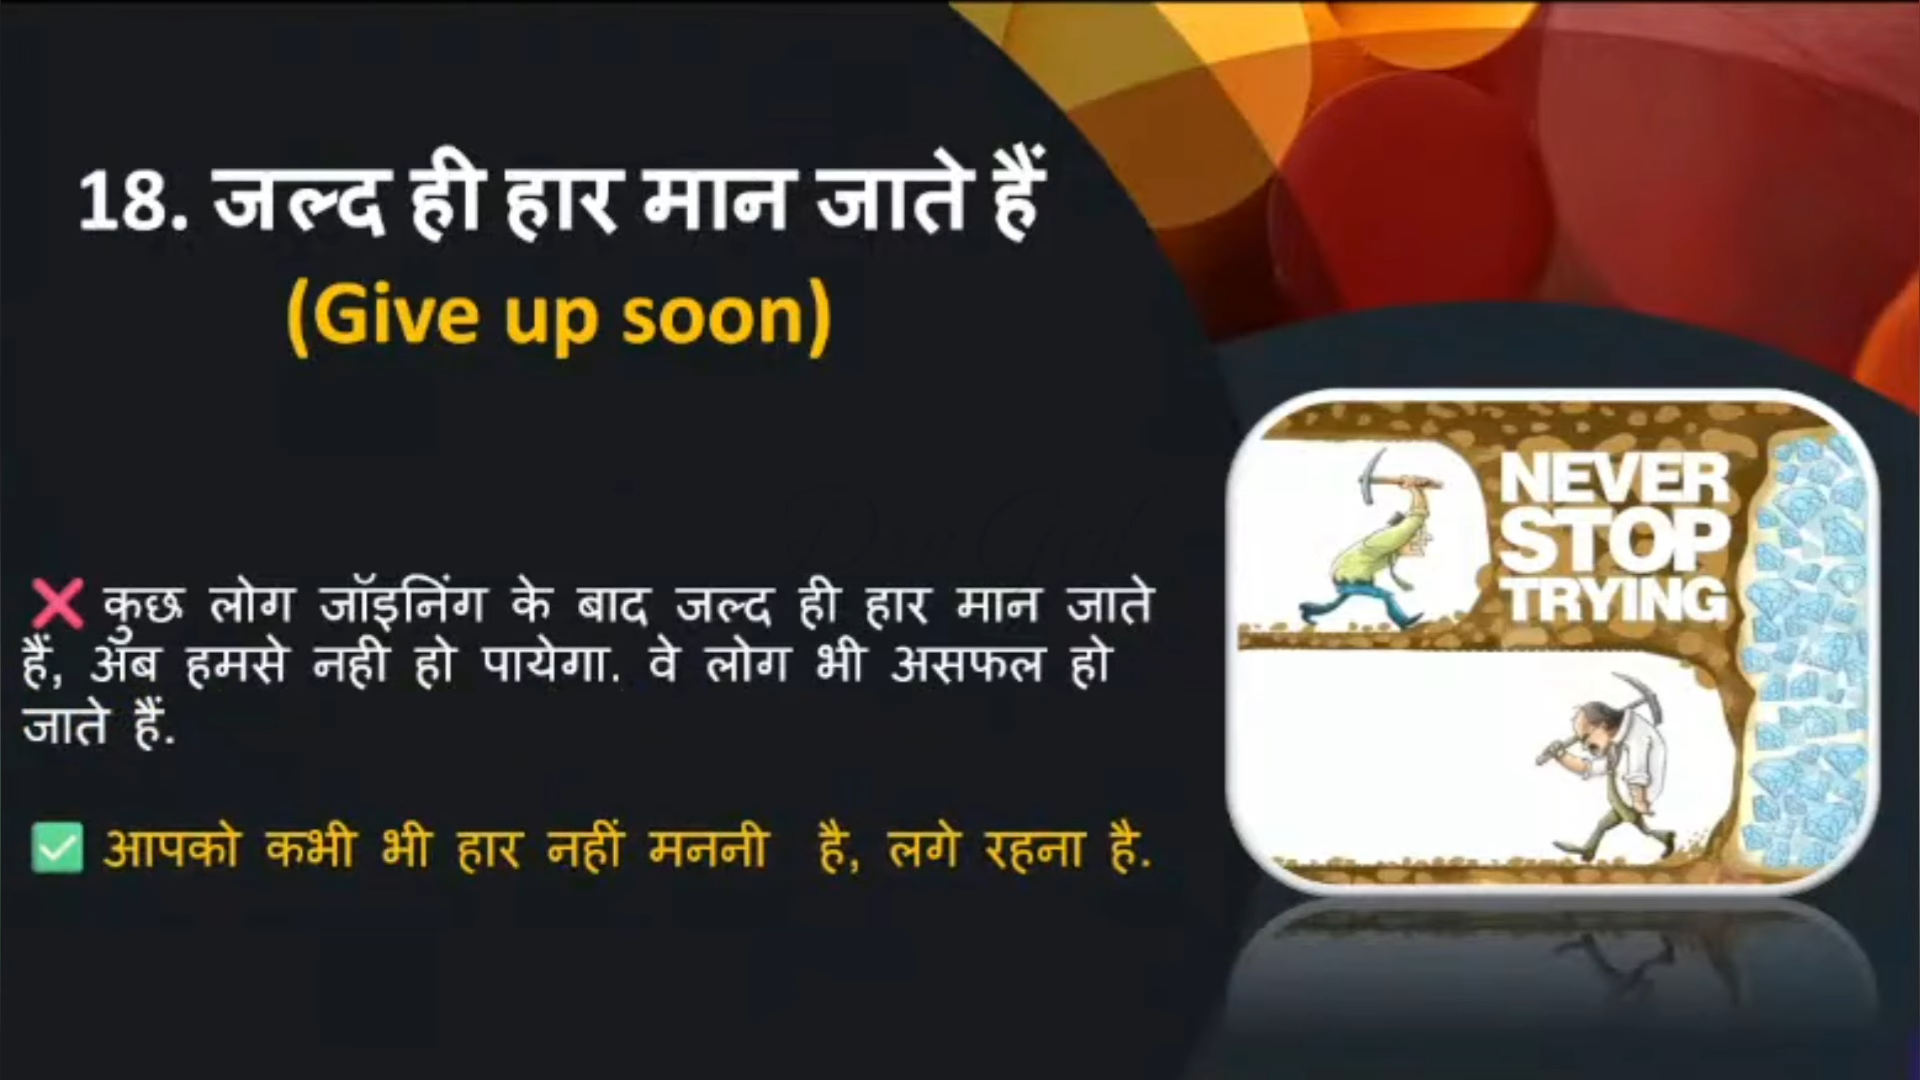 18. जल्द ही हार मान जाते हैं
(Give up soon)
NEVER
STOP
TRYING
❌ कुछ लोग जॉइनिंग के बाद जल्द ही हार मान जाते
हैं, अब हमसे नही हो पायेगा. वे लोग भी असफल हो
जाते हैं.
✅ आपको कभी भी हार नहीं मननी है, लगे रहना है.